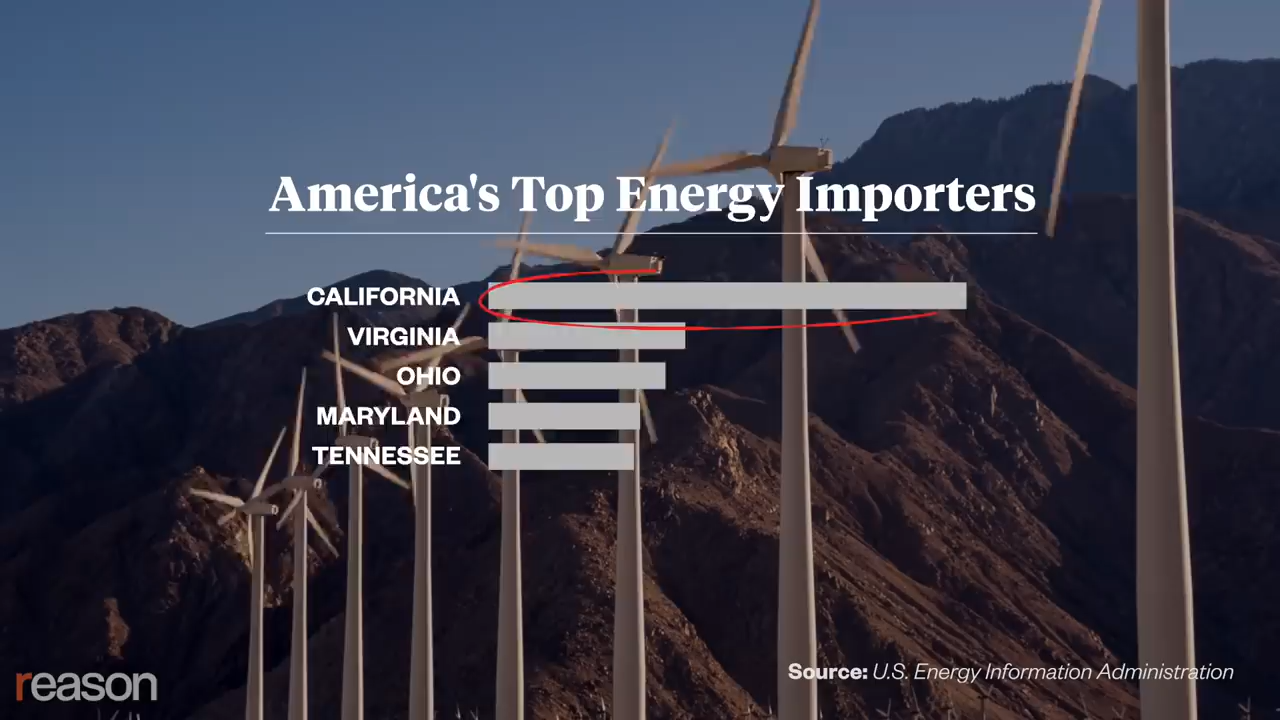 America's Top Energy Importers
CALIFORNIA
VIRGINIA
OHIO
MARYLAND
TENNESSEE
Source: U.S. Energy Information Administration
reason